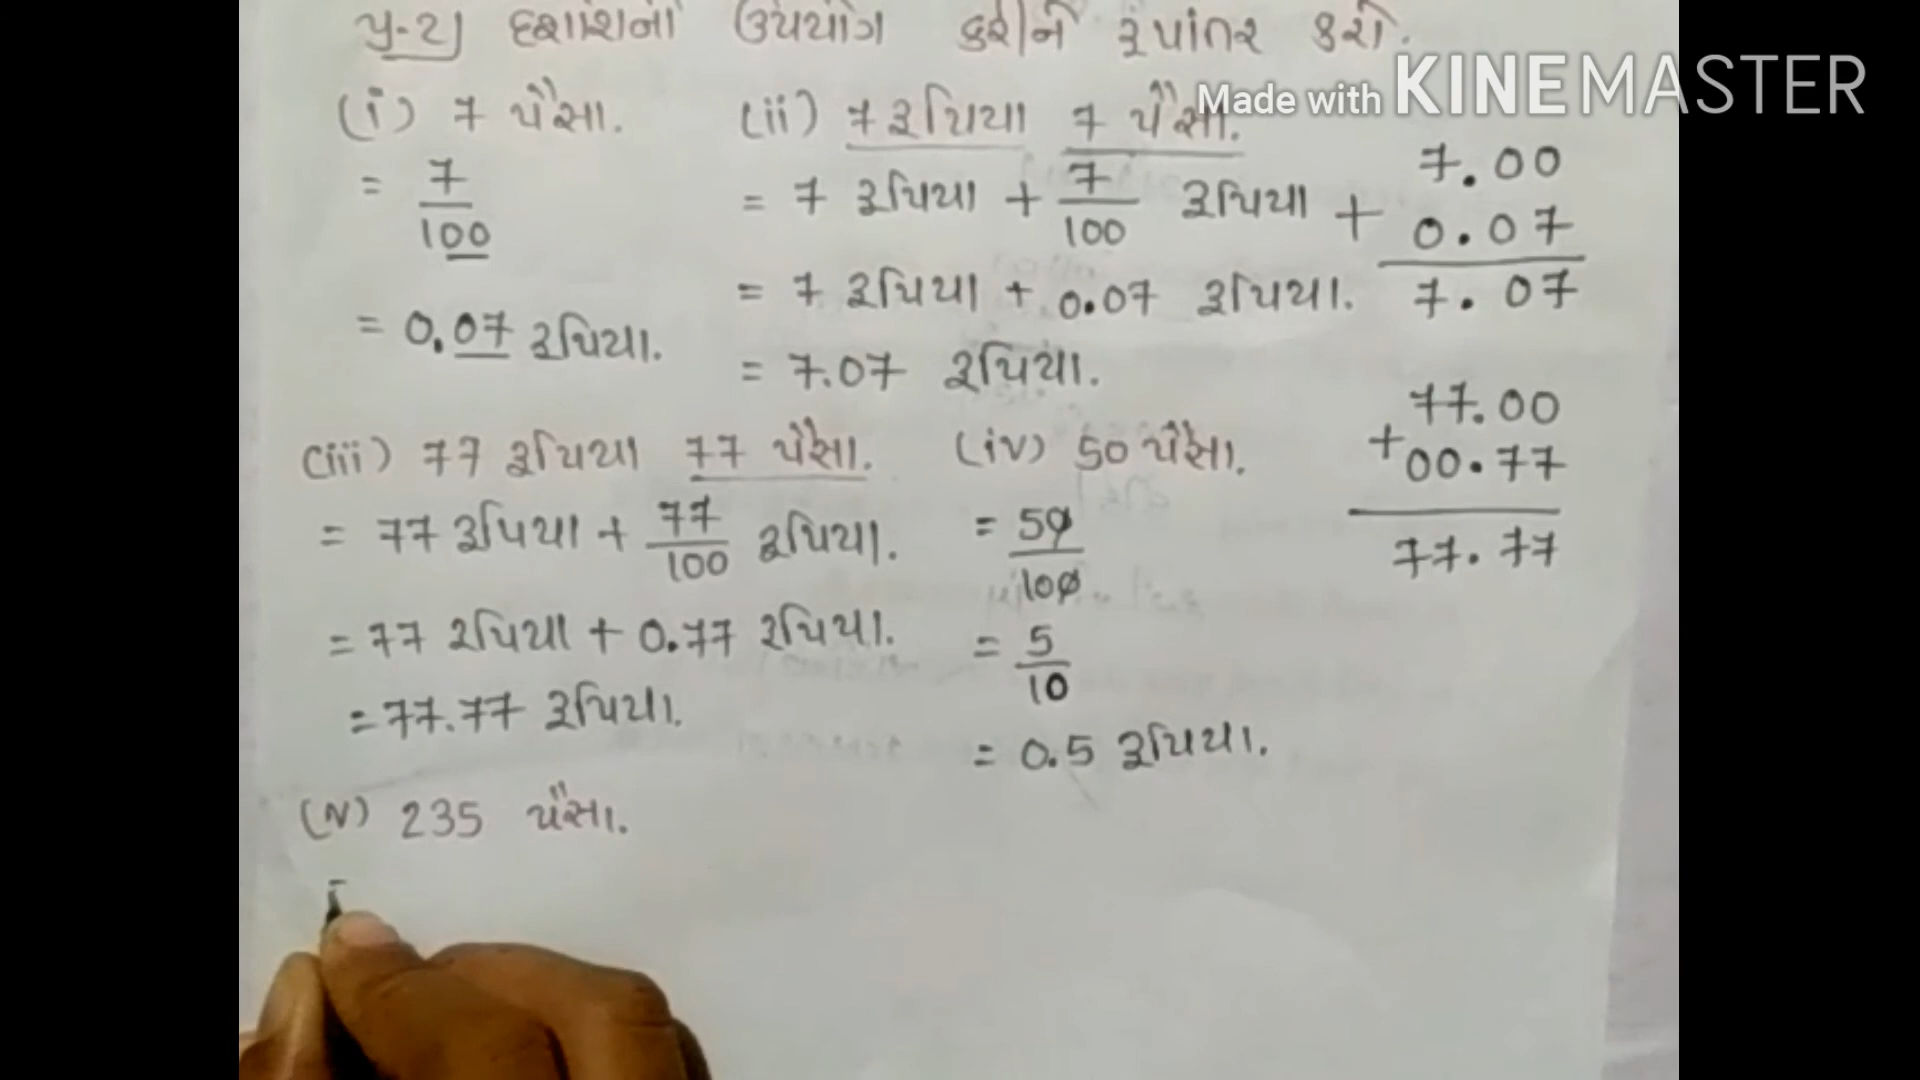 પ્ર-2) દશાંશનો ઉપયોગ કરીને રૂપાંતર કરો.
Made with KINEMASTER
(i) 7 પૈસા.
= 7/100
= 0.07 રૂપિયા.
(ii) 7 રૂપિયા 7 પૈસા.
= 7 રૂપિયા + 7/100 રૂપિયા
= 7 રૂપિયા + 0.07 રૂપિયા.
= 7.07 રૂપિયા.
7.00
+ 0.07
7.07
(iii) 77 રૂપિયા 77 પૈસા.
= 77 રૂપિયા + 77/100 રૂપિયા.
= 77 રૂપિયા + 0.77 રૂપિયા.
= 77.77 રૂપિયા.
(iv) 50 પૈસા.
= 50/100
= 5/10
= 0.5 રૂપિયા.
77.00
+ 00.77
77.77
(v) 235 પૈસા.